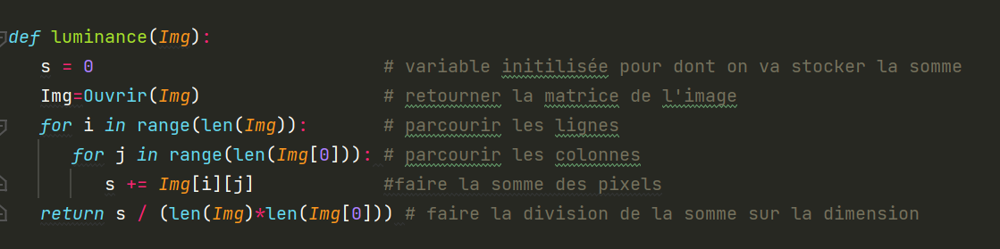 def luminance(Img):
    s = 0 # variable initilisée pour dont on va stocker la somme
    Img=Ouvrir(Img) # retourner la matrice de l'image
    for i in range(len(Img)): # parcourir les lignes
        for j in range(len(Img[0])): # parcourir les colonnes
            s += Img[i][j] #faire la somme des pixels
    return s / (len(Img)*len(Img[0])) # faire la division de la somme sur la dimension